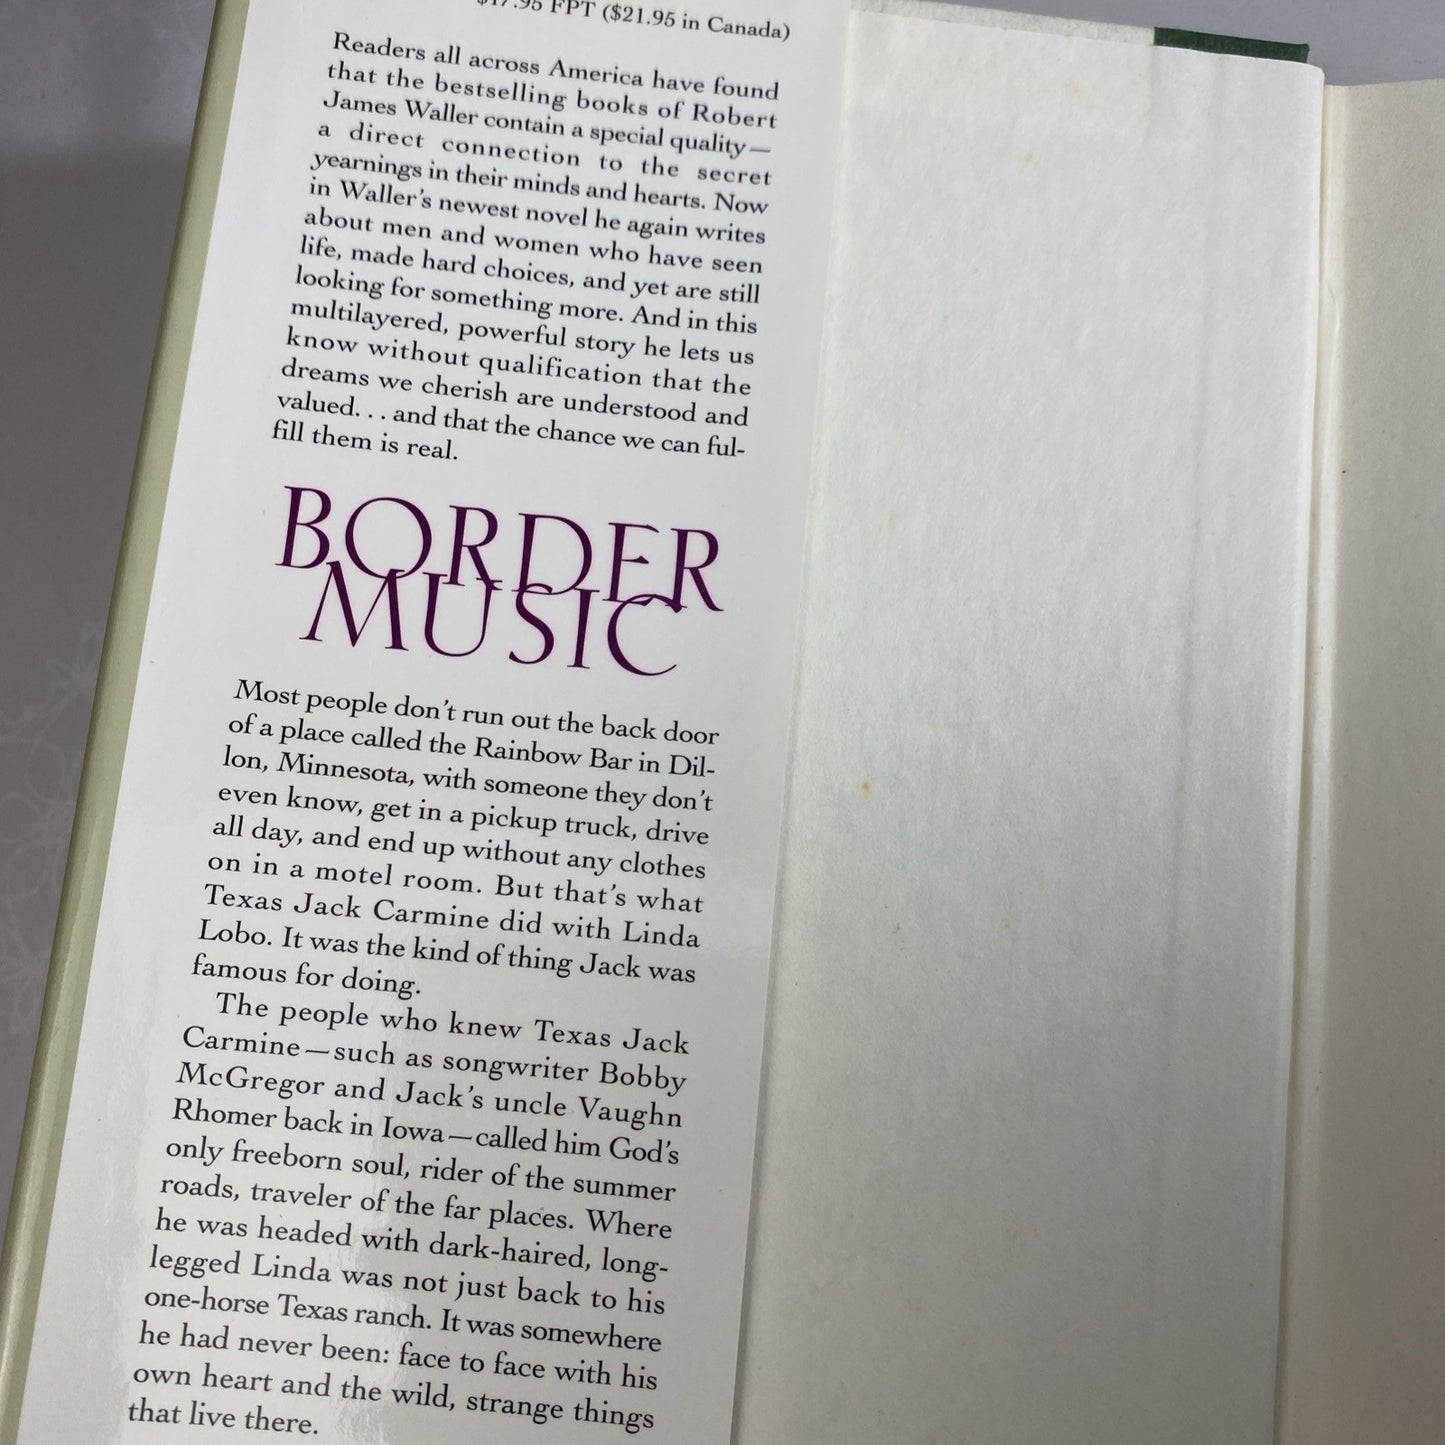 $17.95 FPT ($21.95 in Canada)
Readers all across America have found
that the bestselling books of Robert
James Waller contain a special quality—
a direct connection to the secret
yearnings in their minds and hearts. Now
in Waller's newest novel he again writes
about men and women who have seen
life, made hard choices, and yet are still
looking for something more. And in this
multilayered, powerful story he lets us
know without qualification that the
dreams we cherish are understood and
valued. . . and that the chance we can ful-
fill them is real.
BORDER
MUSIC
Most people don't run out the back door
of a place called the Rainbow Bar in Dil-
lon, Minnesota, with someone they don't
even know, get in a pickup truck, drive
all day, and end up without any clothes
on in a motel room. But that's what
Texas Jack Carmine did with Linda
Lobo. It was the kind of thing Jack was
famous for doing.
The people who knew Texas Jack
Carmine—such as songwriter Bobby
McGregor and Jack's uncle Vaughn
Rhomer back in Iowa—called him God's
only freeborn soul, rider of the summer
roads, traveler of the far places. Where
he was headed with dark-haired, long-
legged Linda was not just back to his
one-horse Texas ranch. It was somewhere
he had never been: face to face with his
own heart and the wild, strange things
that live there.